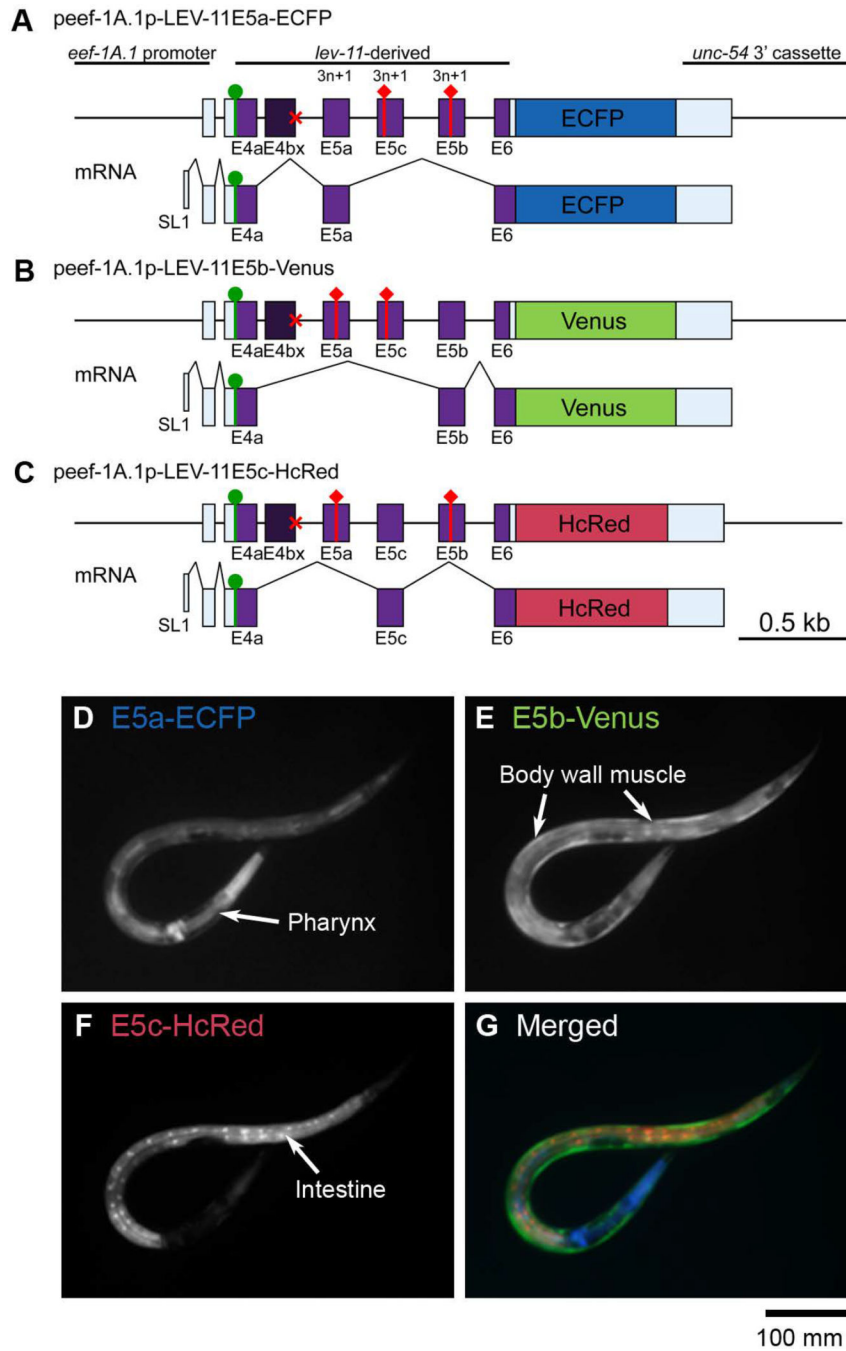 A peef-1A.1p-LEV-11E5a-ECFP
eef-1A.1 promoter lev-11-derived unc-54 3' cassette
3n+1 3n+1 3n+1
ECFP
E4a E4bx E5a E5c E5b E6
mRNA
ECFP
SL1
E4a E5a E6
B peef-1A.1p-LEV-11E5b-Venus
Venus
E4a E4bx E5a E5c E5b E6
mRNA
Venus
SL1
E4a E5b E6
C peef-1A.1p-LEV-11E5c-HcRed
HcRed
E4a E4bx E5a E5c E5b E6
mRNA
HcRed
SL1
E4a E5c E6
0.5 kb
D E5a-ECFP
Pharynx
E E5b-Venus
Body wall muscle
F E5c-HcRed
Intestine
G Merged
100 mm